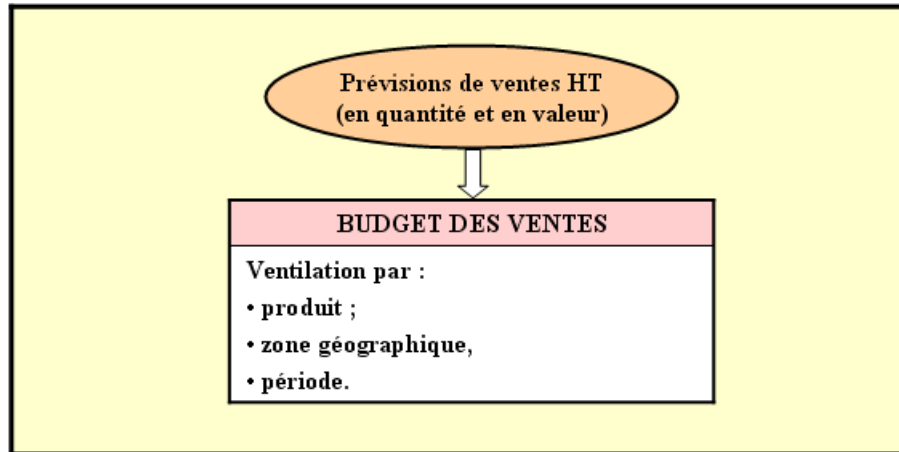 Prévisions de ventes HT
(en quantité et en valeur)
BUDGET DES VENTES
Ventilation par :
• produit ;
• zone géographique,
• période.